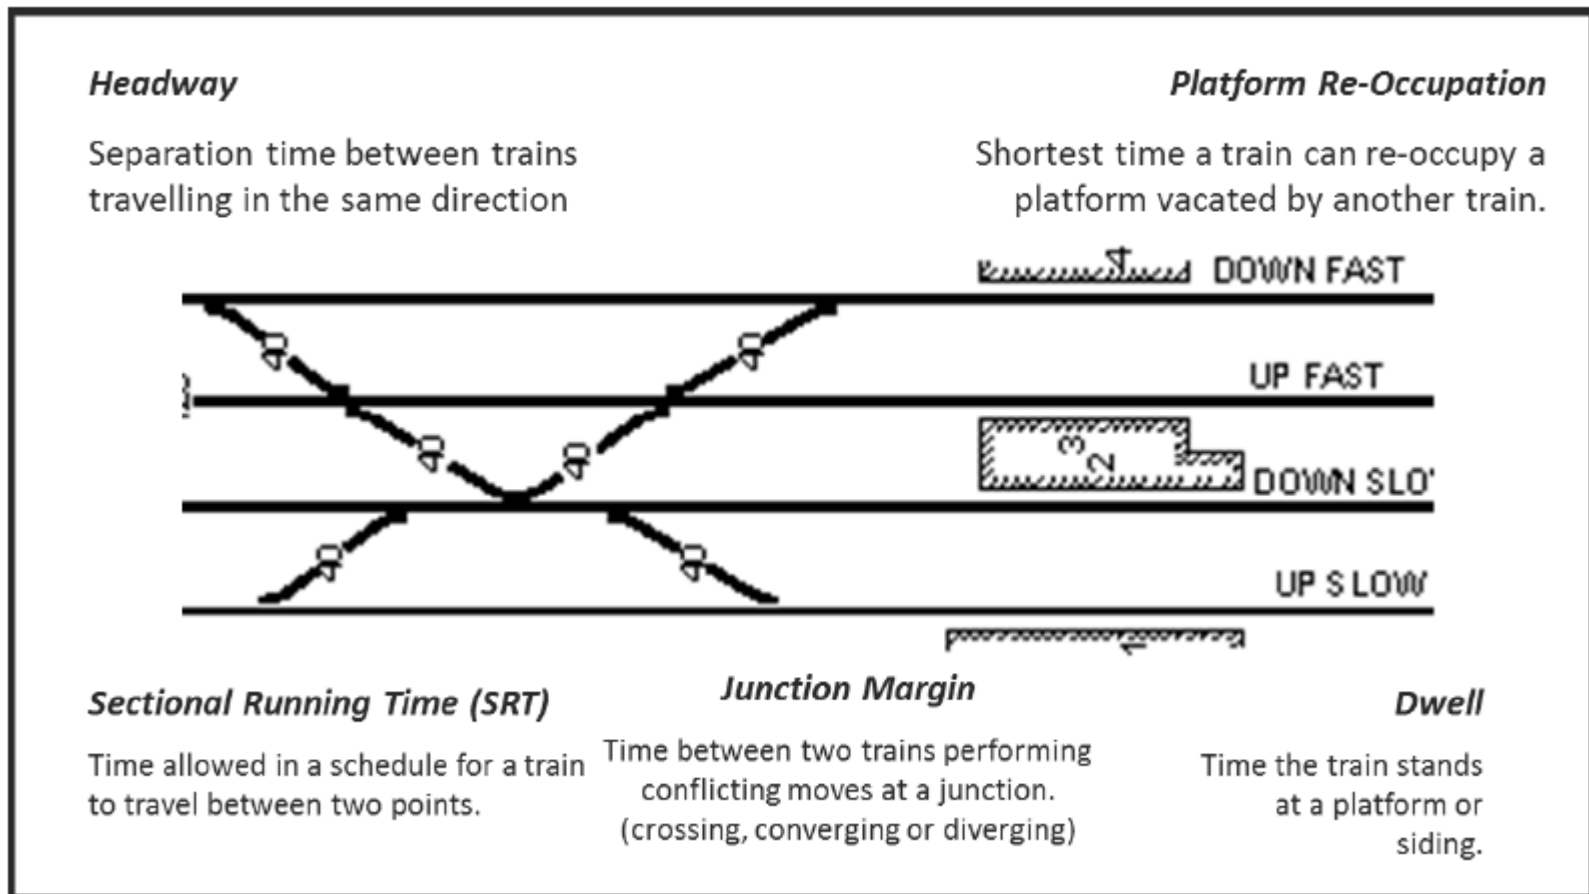 Headway
Platform Re-Occupation
Separation time between trains
travelling in the same direction
Shortest time a train can re-occupy a
platform vacated by another train.
4
DOWN FAST
40
40
UP FAST
40
40
3
2
DOWN SLO
UP SLOW
40
40
1
Sectional Running Time (SRT)
Junction Margin
Dwell
Time allowed in a schedule for a train
to travel between two points.
Time between two trains performing
conflicting moves at a junction.
(crossing, converging or diverging)
Time the train stands
at a platform or
siding.